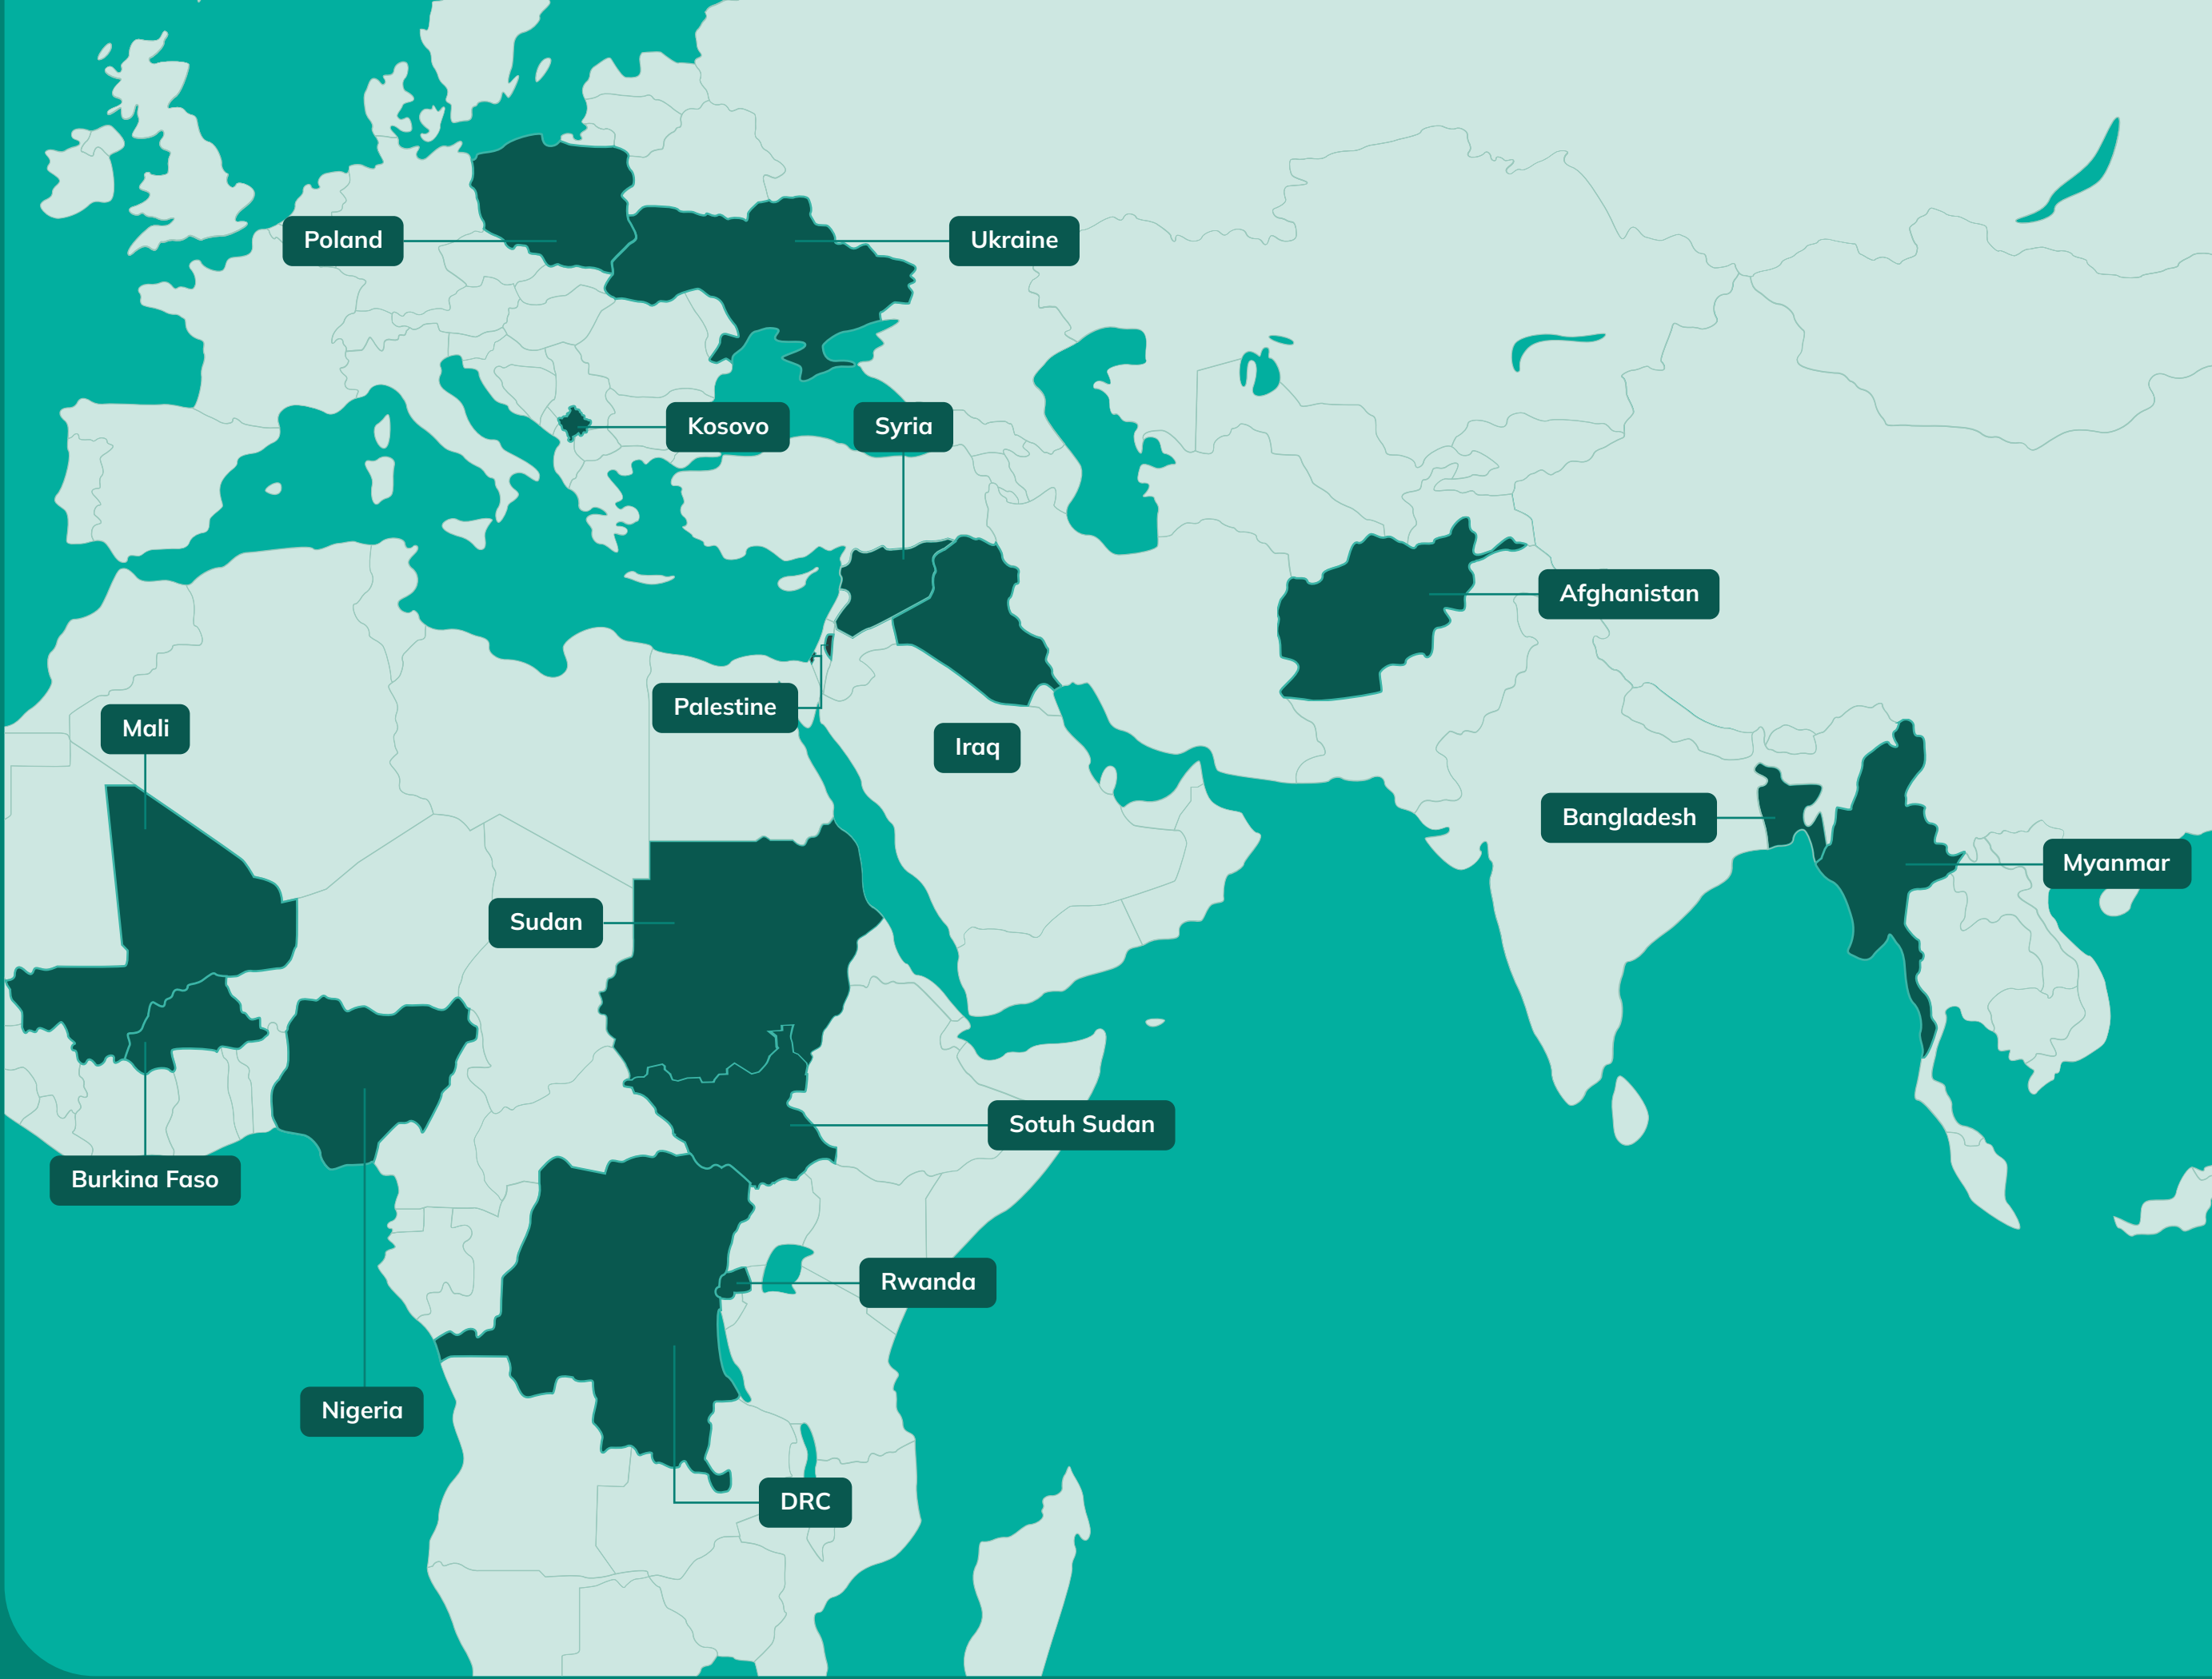 Poland
Ukraine
Kosovo
Syria
Afghanistan
Palestine
Mali
Iraq
Bangladesh
Myanmar
Sudan
Sotuh Sudan
Burkina Faso
Rwanda
Nigeria
DRC